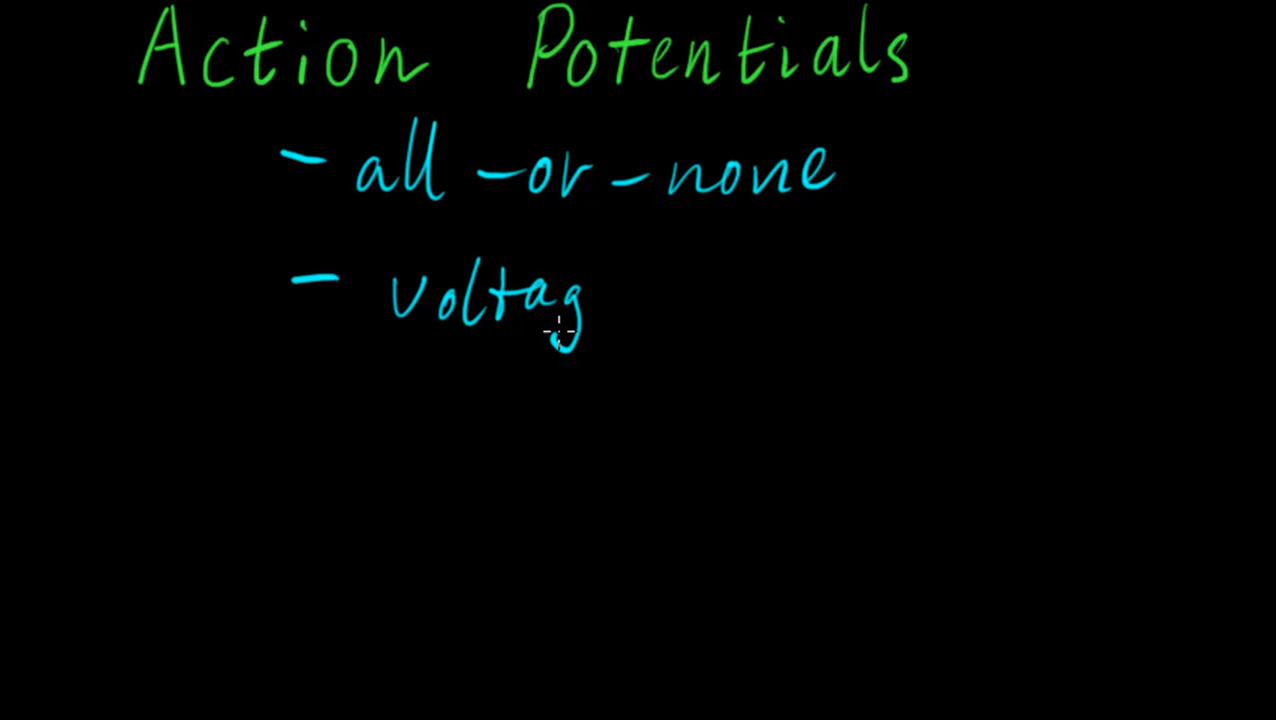 Action Potentials
- all-or-none
- voltag